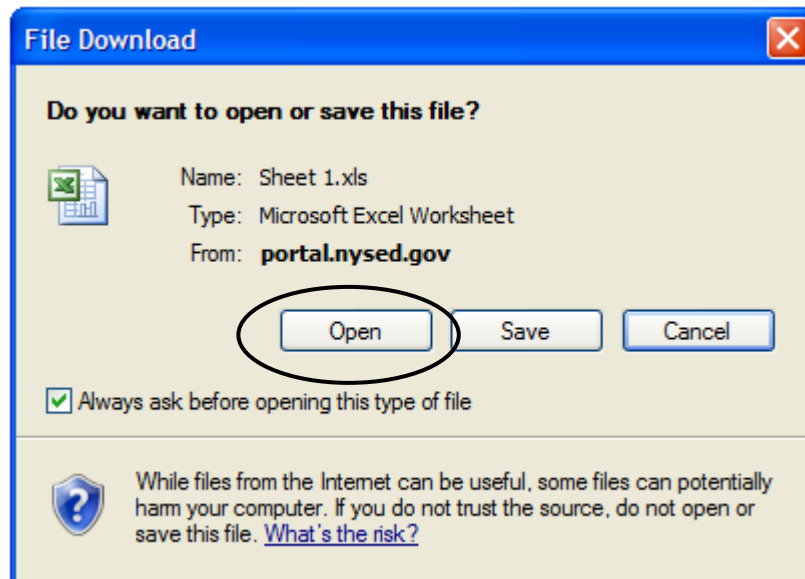 File Download
Do you want to open or save this file?
Name: Sheet 1.xls
Type: Microsoft Excel Worksheet
From: portal.nysed.gov
Open Save Cancel
Always ask before opening this type of file
While files from the Internet can be useful, some files can potentially
harm your computer. If you do not trust the source, do not open or
save this file. What's the risk?